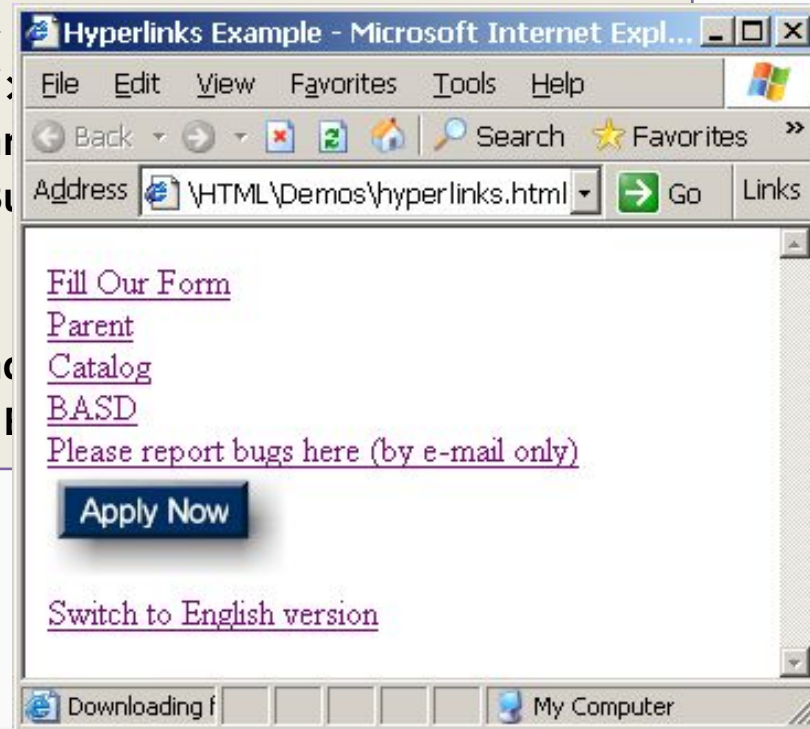 Hyperlinks Example - Microsoft Internet Expl...
File Edit View Favorites Tools Help
Back Search Favorites »
Address \HTML\Demos\hyperlinks.html Go Links
Fill Our Form
Parent
Catalog
BASD
Please report bugs here (by e-mail only)
Apply Now
Switch to English version
Downloading f My Computer